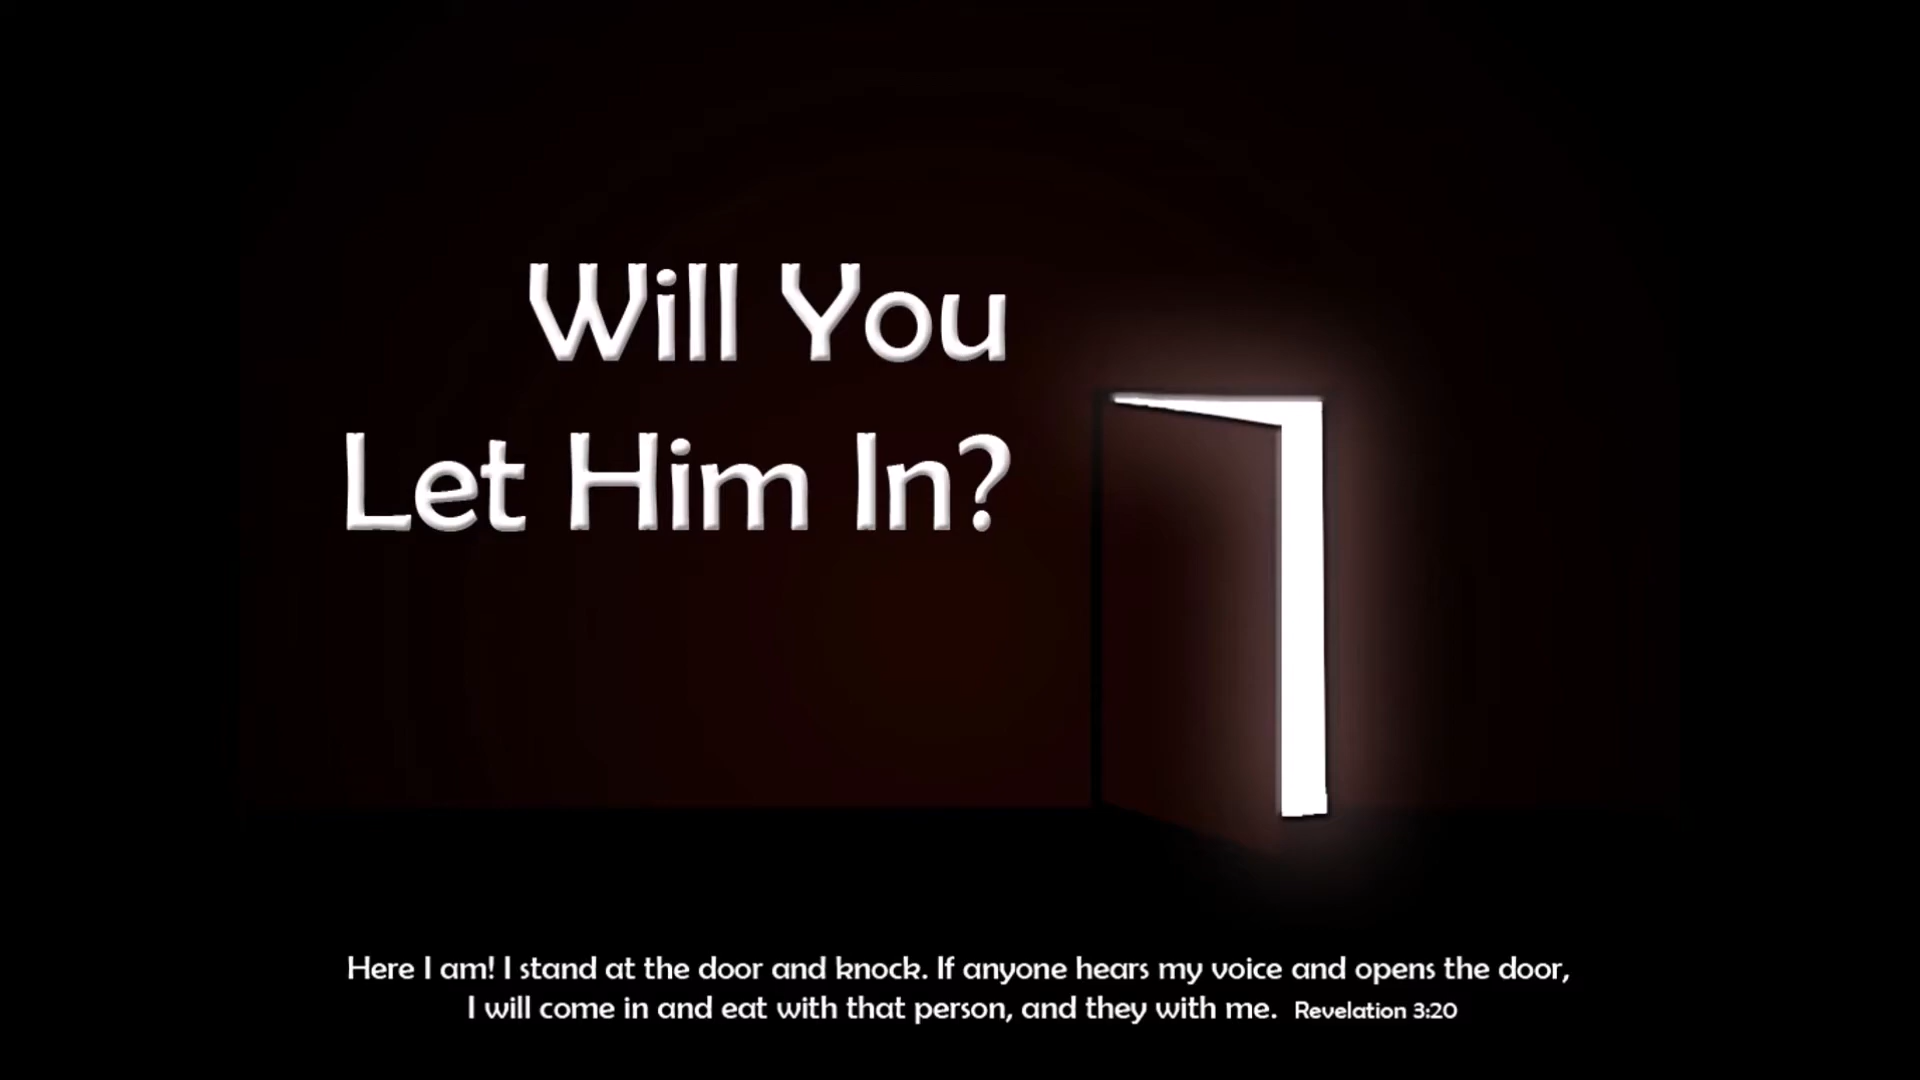 Will You
Let Him In?
Here I am! I stand at the door and knock. If anyone hears my voice and opens the door,
I will come in and eat with that person, and they with me. Revelation 3:20